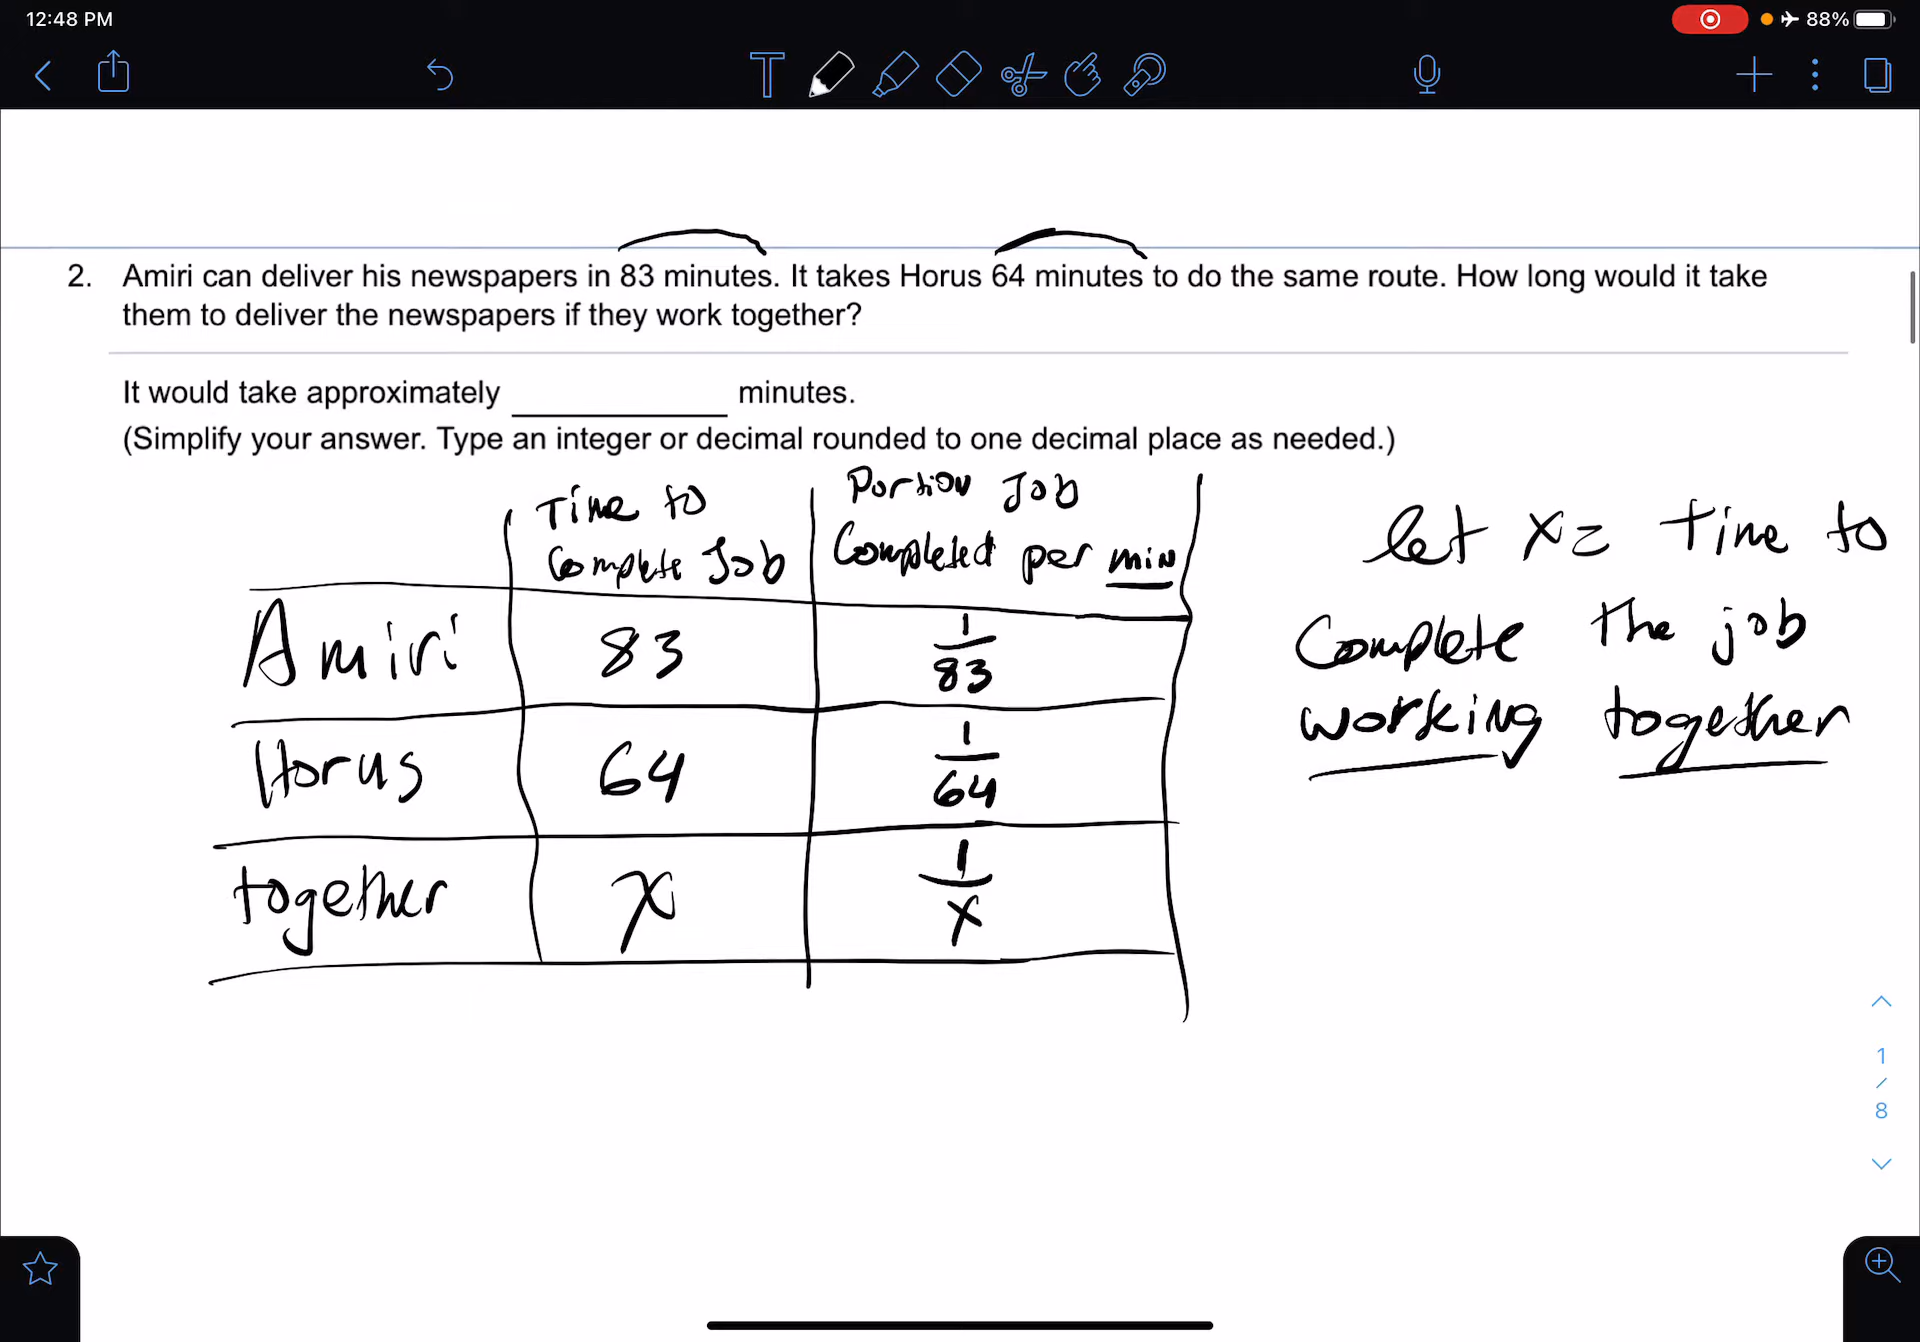 12:48 PM
88%
T
2. Amiri can deliver his newspapers in 83 minutes. It takes Horus 64 minutes to do the same route. How long would it take
them to deliver the newspapers if they work together?
It would take approximately ____________ minutes.
(Simplify your answer. Type an integer or decimal rounded to one decimal place as needed.)
Time to
Complete Job
Portion Job
Completed per min
Amiri 83 1/83
Horus 64 1/64
together x 1/x
let x = time to
Complete the job
working together
1
/
8